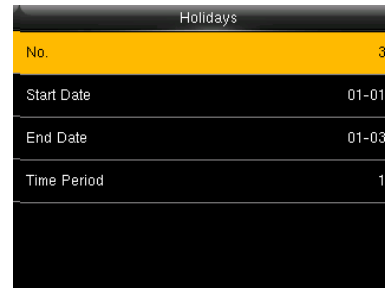 Holidays
No. 3
Start Date 01-01
End Date 01-03
Time Period 1